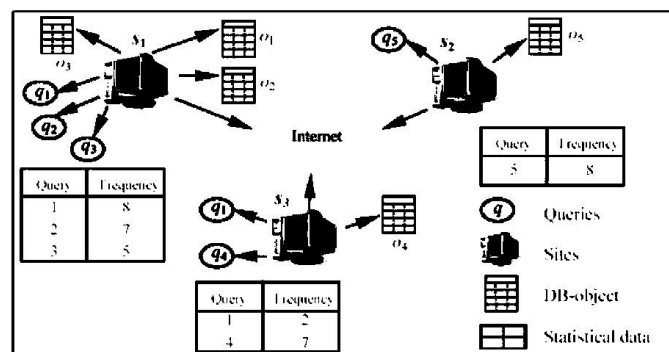 s1
o3
o1
o2
q1
q2
q3
Query Frequency
1 8
2 7
3 5
Internet
s2
q5
o5
Query Frequency
5 8
s3
q1
q4
o4
Query Frequency
1 2
4 7
q Queries
Sites
DB-object
Statistical data